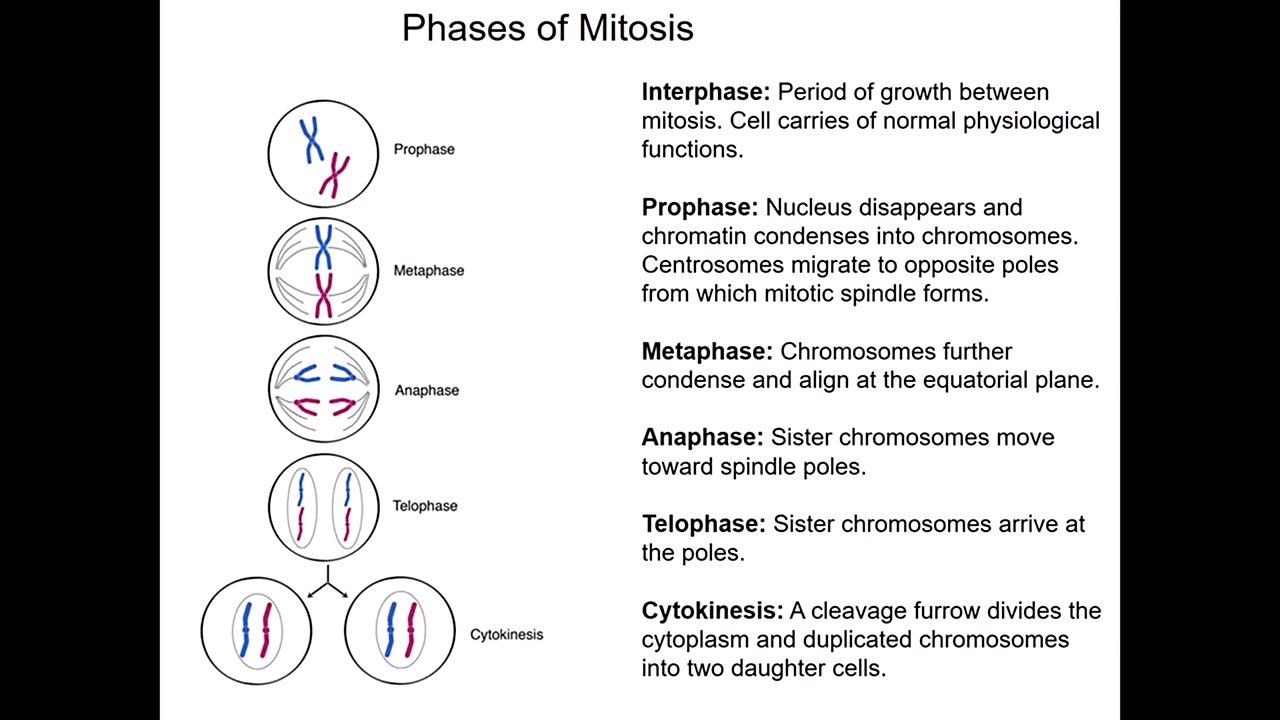 Phases of Mitosis
Prophase
Metaphase
Anaphase
Telophase
Cytokinesis
Interphase: Period of growth between
mitosis. Cell carries of normal physiological
functions.
Prophase: Nucleus disappears and
chromatin condenses into chromosomes.
Centrosomes migrate to opposite poles
from which mitotic spindle forms.
Metaphase: Chromosomes further
condense and align at the equatorial plane.
Anaphase: Sister chromosomes move
toward spindle poles.
Telophase: Sister chromosomes arrive at
the poles.
Cytokinesis: A cleavage furrow divides the
cytoplasm and duplicated chromosomes
into two daughter cells.